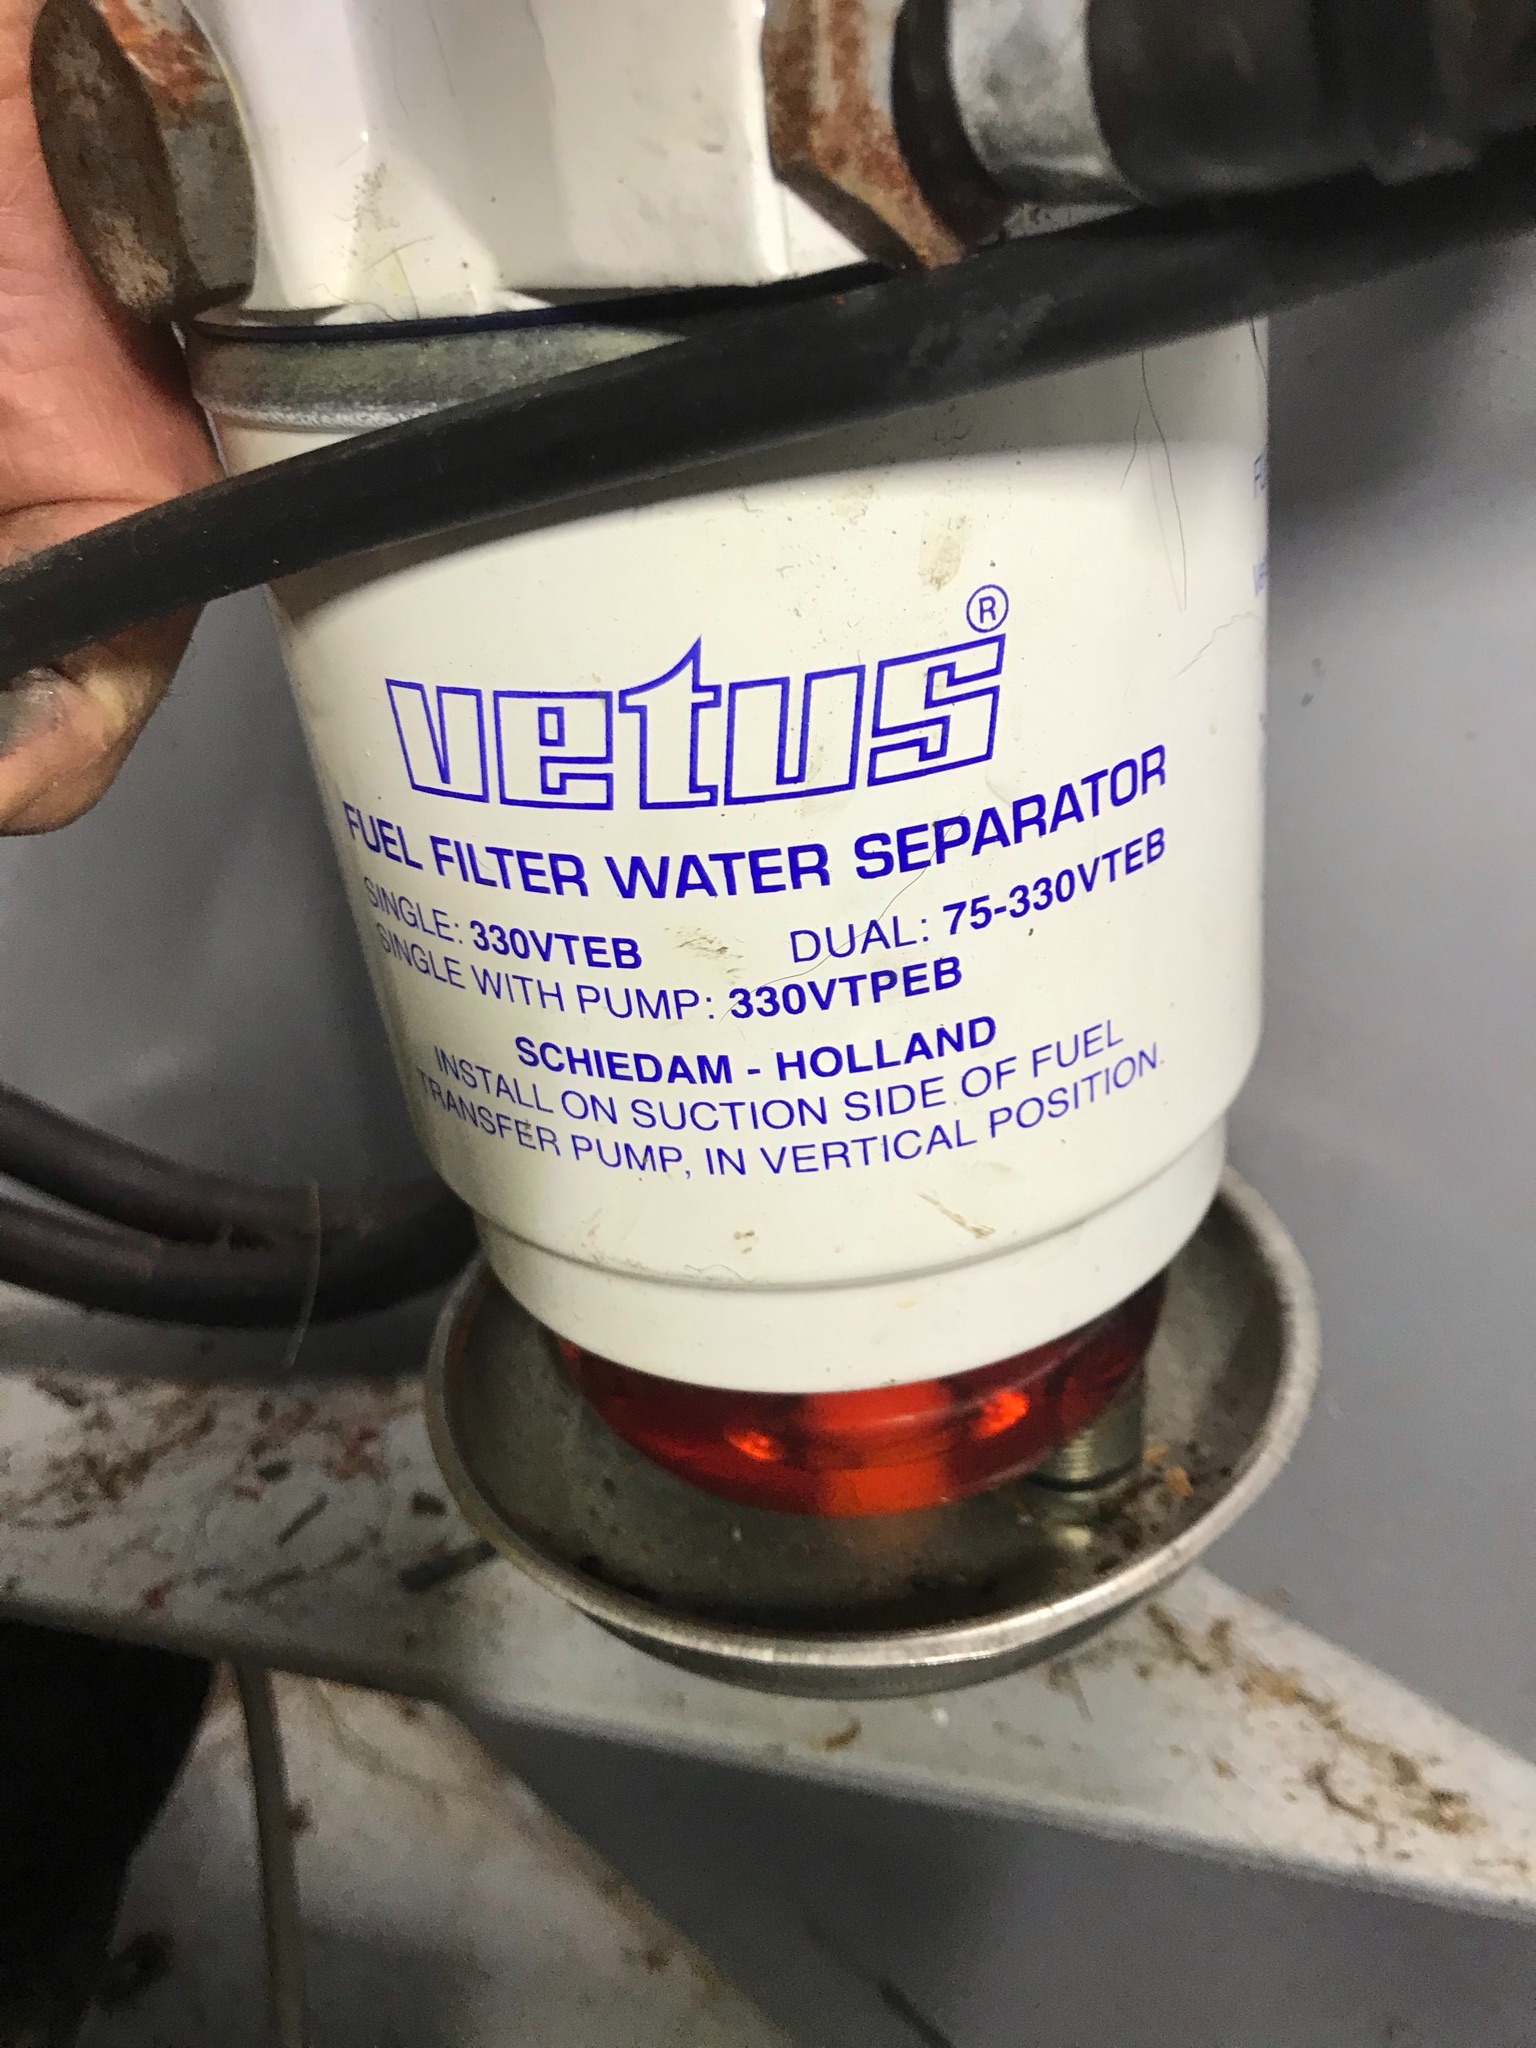 vetus®
FUEL FILTER WATER SEPARATOR
SINGLE: 330VTEB DUAL: 75-330VTEB
SINGLE WITH PUMP: 330VTPEB
SCHIEDAM - HOLLAND
INSTALL ON SUCTION SIDE OF FUEL
TRANSFER PUMP, IN VERTICAL POSITION.